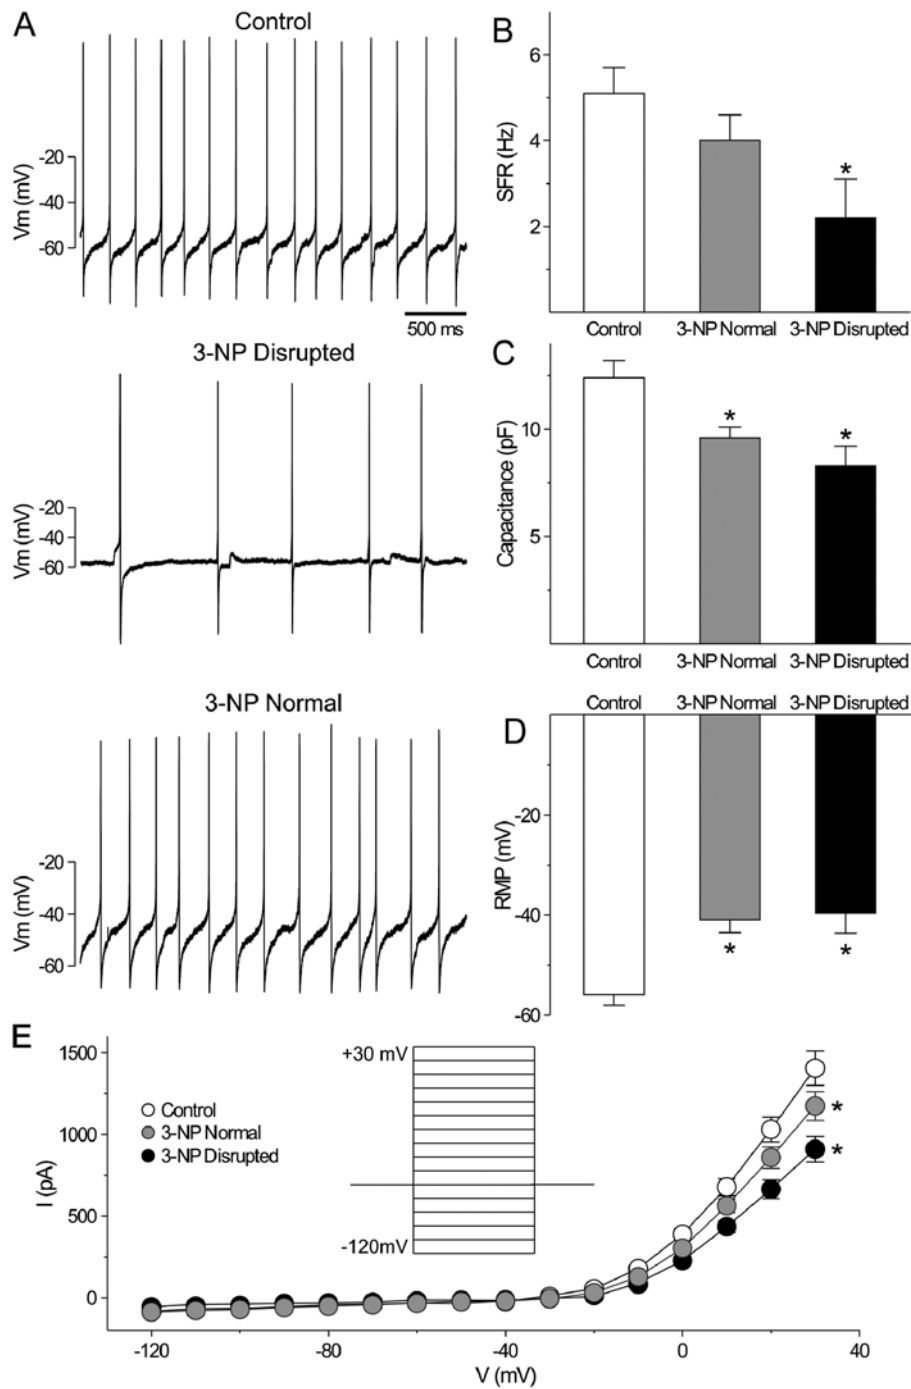 A
Control
Vm (mV)
-20
-40
-60
500 ms
3-NP Disrupted
Vm (mV)
-20
-40
-60
3-NP Normal
Vm (mV)
-20
-40
-60
B
SFR (Hz)
6
4
2
*
Control 3-NP Normal 3-NP Disrupted
C
Capacitance (pF)
10
5
* *
Control 3-NP Normal 3-NP Disrupted
Control 3-NP Normal 3-NP Disrupted
D
RMP (mV)
-20
-40
-60
* *
E
I (pA)
1500
1000
500
0
Control
3-NP Normal
3-NP Disrupted
+30 mV
-120mV
*
*
-120 -80 -40 0 40
V (mV)